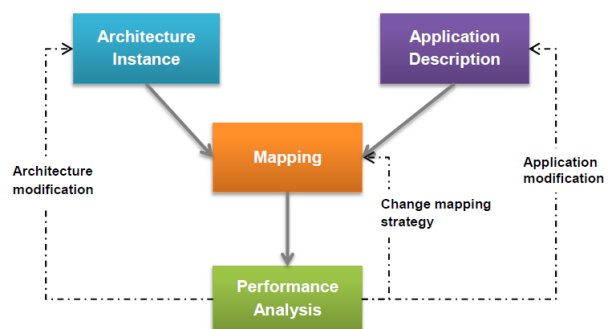 Architecture
Instance
Application
Description
Mapping
Architecture
modification
Application
modification
Change mapping
strategy
Performance
Analysis